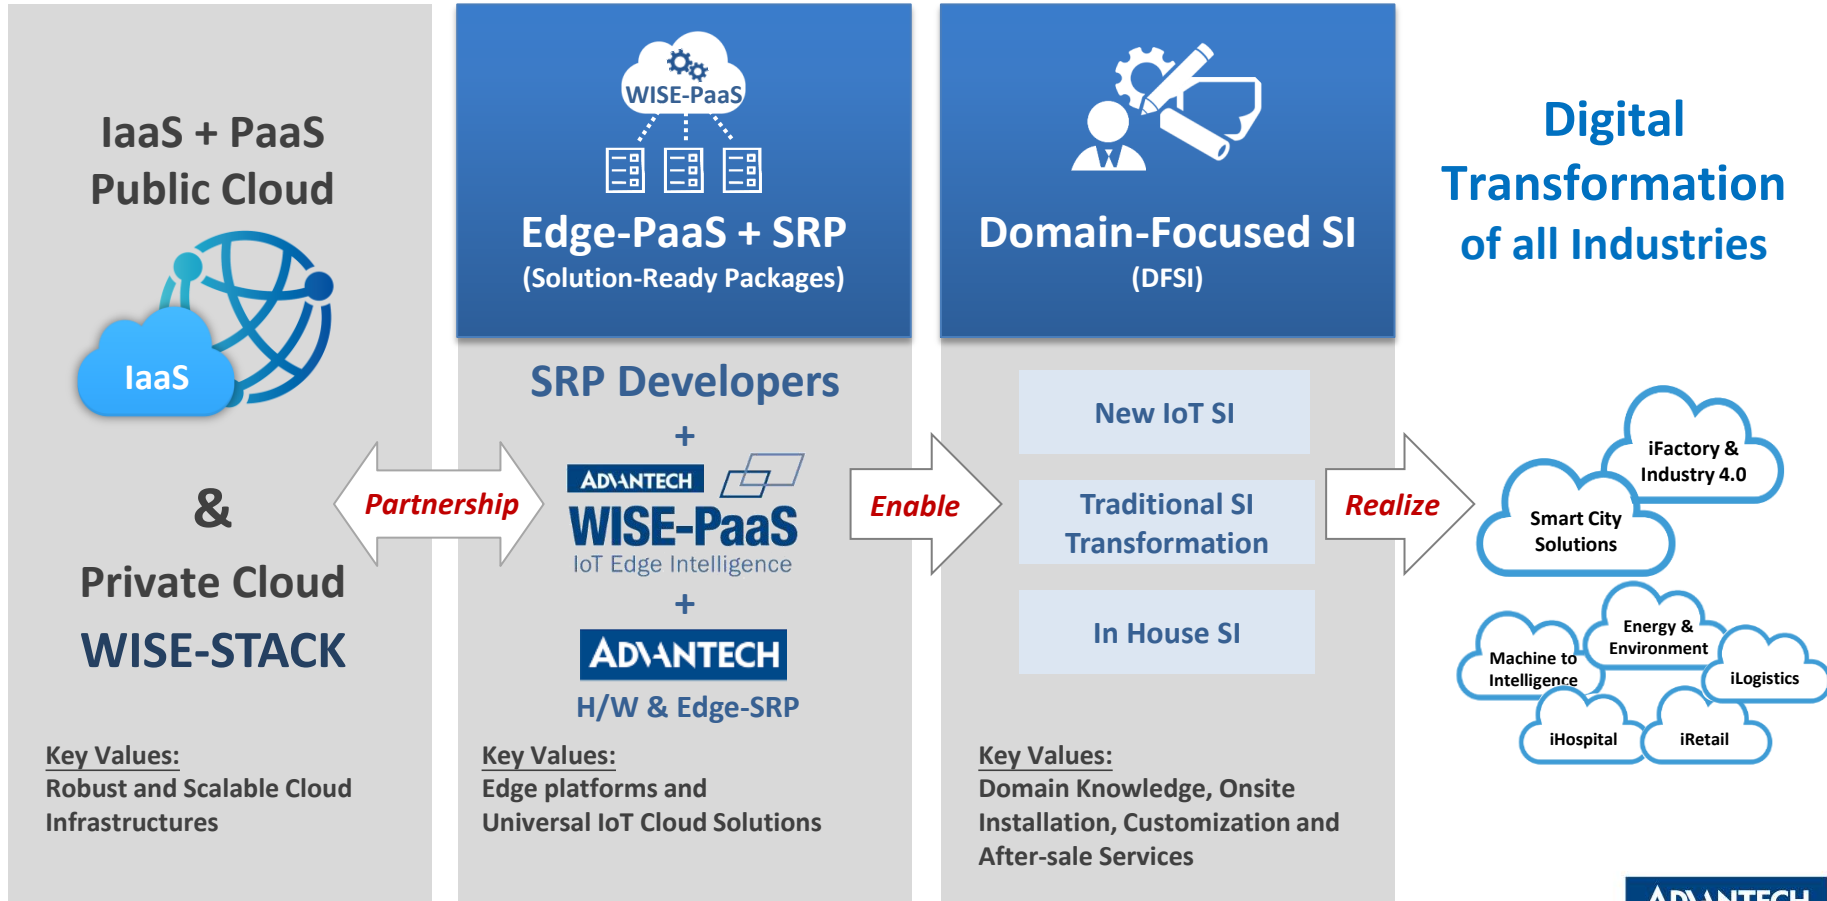 IaaS + PaaS
Public Cloud
IaaS
&
Private Cloud
WISE-STACK
Key Values:
Robust and Scalable Cloud
Infrastructures
Partnership
WISE-PaaS
Edge-PaaS + SRP
(Solution-Ready Packages)
SRP Developers
+
ADVANTECH
WISE-PaaS
IoT Edge Intelligence
+
ADVANTECH
H/W & Edge-SRP
Key Values:
Edge platforms and
Universal IoT Cloud Solutions
Enable
Domain-Focused SI
(DFSI)
New IoT SI
Traditional SI
Transformation
In House SI
Key Values:
Domain Knowledge, Onsite
Installation, Customization and
After-sale Services
Realize
Digital
Transformation
of all Industries
iFactory &
Industry 4.0
Smart City
Solutions
Energy &
Environment
Machine to
Intelligence
iLogistics
iHospital
iRetail
ADVANTECH